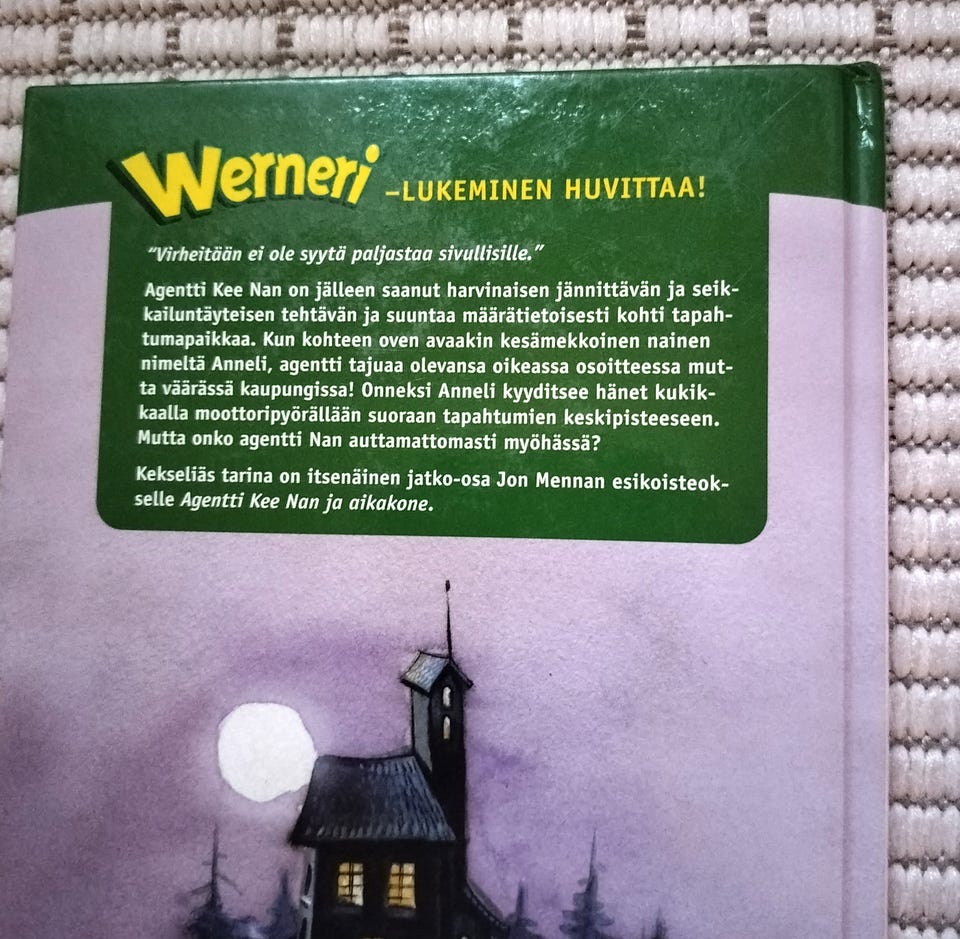 Werneri –LUKEMINEN HUVITTAA!
“Virheitään ei ole syytä paljastaa sivullisille.”
Agentti Kee Nan on jälleen saanut harvinaisen jännittävän ja seik-
kailuntäyteisen tehtävän ja suuntaa määrätietoisesti kohti tapah-
tumapaikkaa. Kun kohteen oven avaakin kesämekkoinen nainen
nimeltä Anneli, agentti tajuaa olevansa oikeassa osoitteessa mut-
ta väärässä kaupungissa! Onneksi Anneli kyyditsee hänet kukik-
kaalla moottoripyörällään suoraan tapahtumien keskipisteeseen.
Mutta onko agentti Nan auttamattomasti myöhässä?
Kekseliäs tarina on itsenäinen jatko-osa Jon Mennan esikoisteok-
selle Agentti Kee Nan ja aikakone.